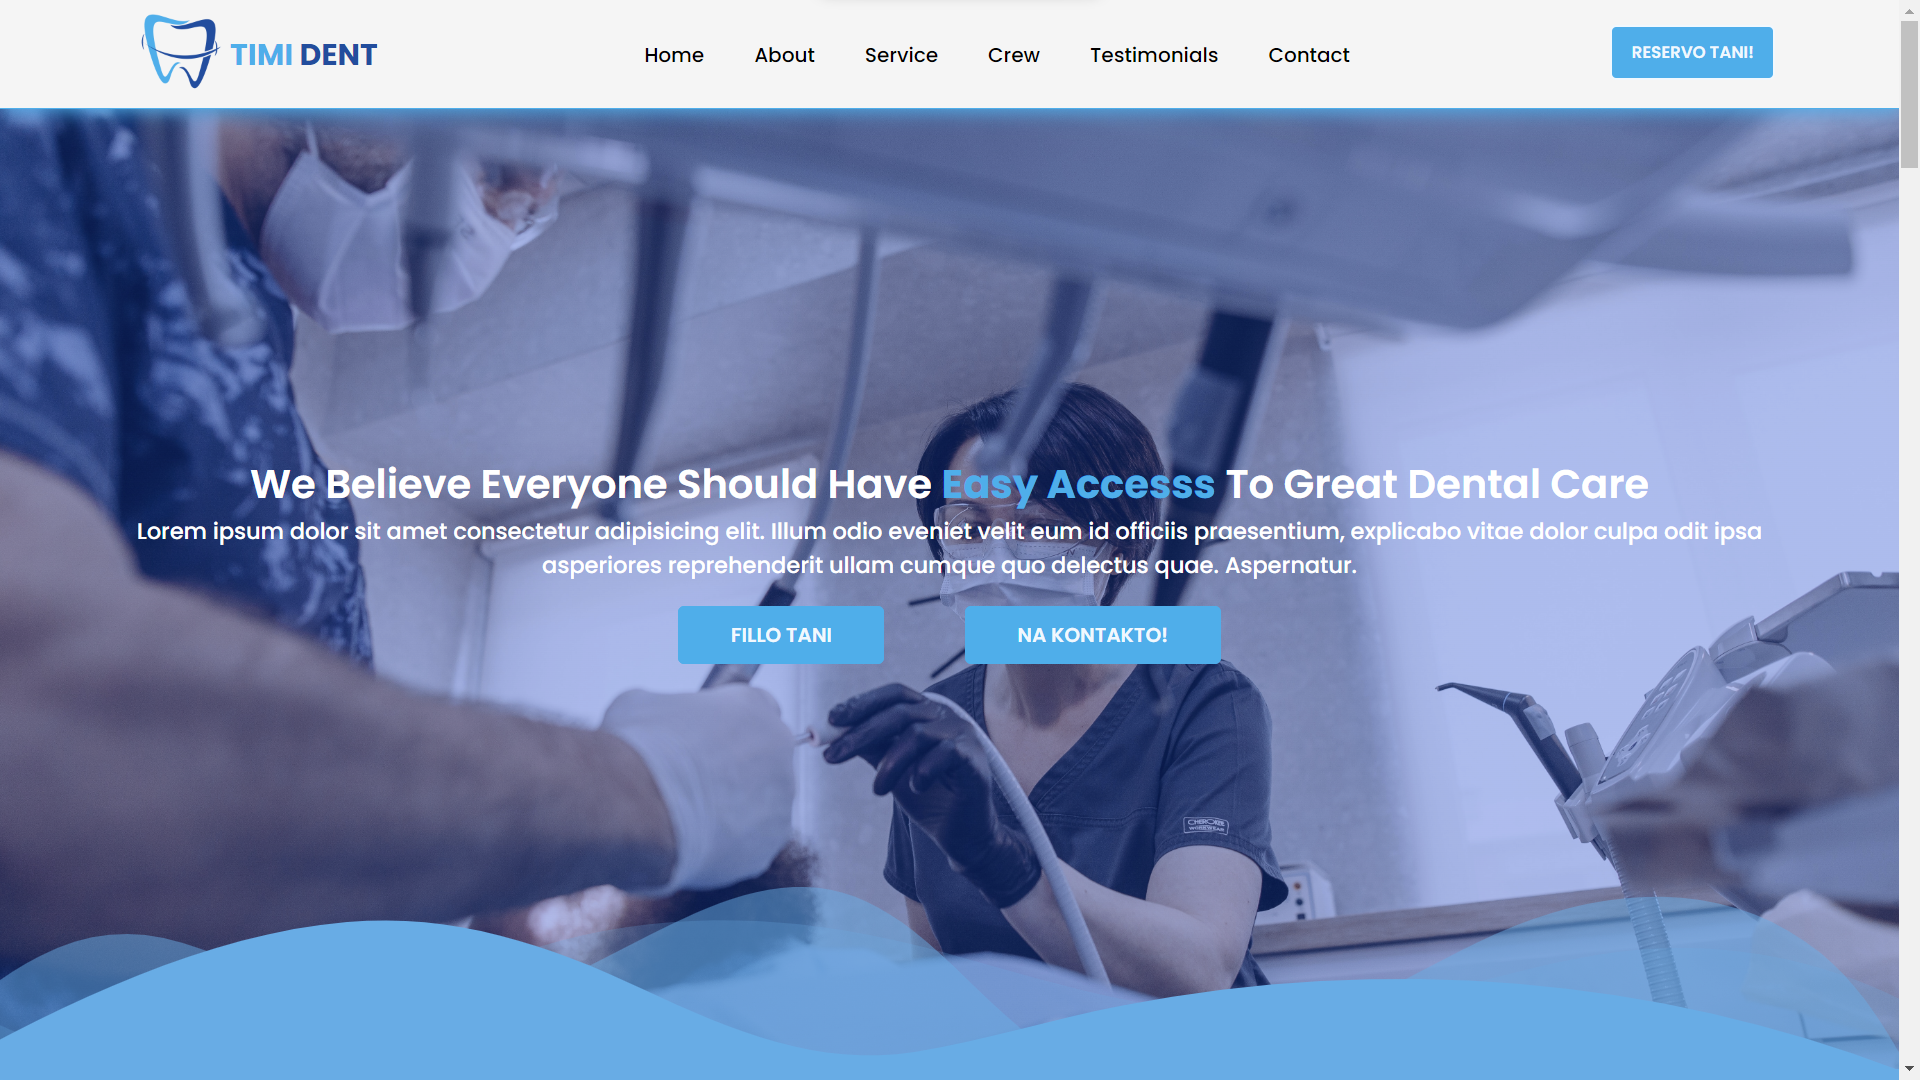 TIMI DENT
Home About Service Crew Testimonials Contact
RESERVO TANI!
We Believe Everyone Should Have Easy Accesss To Great Dental Care
Lorem ipsum dolor sit amet consectetur adipisicing elit. Illum odio eveniet velit eum id officiis praesentium, explicabo vitae dolor culpa odit ipsa
asperiores reprehenderit ullam cumque quo delectus quae. Aspernatur.
FILLO TANI NA KONTAKTO!
CHEROKEE
WORKWEAR